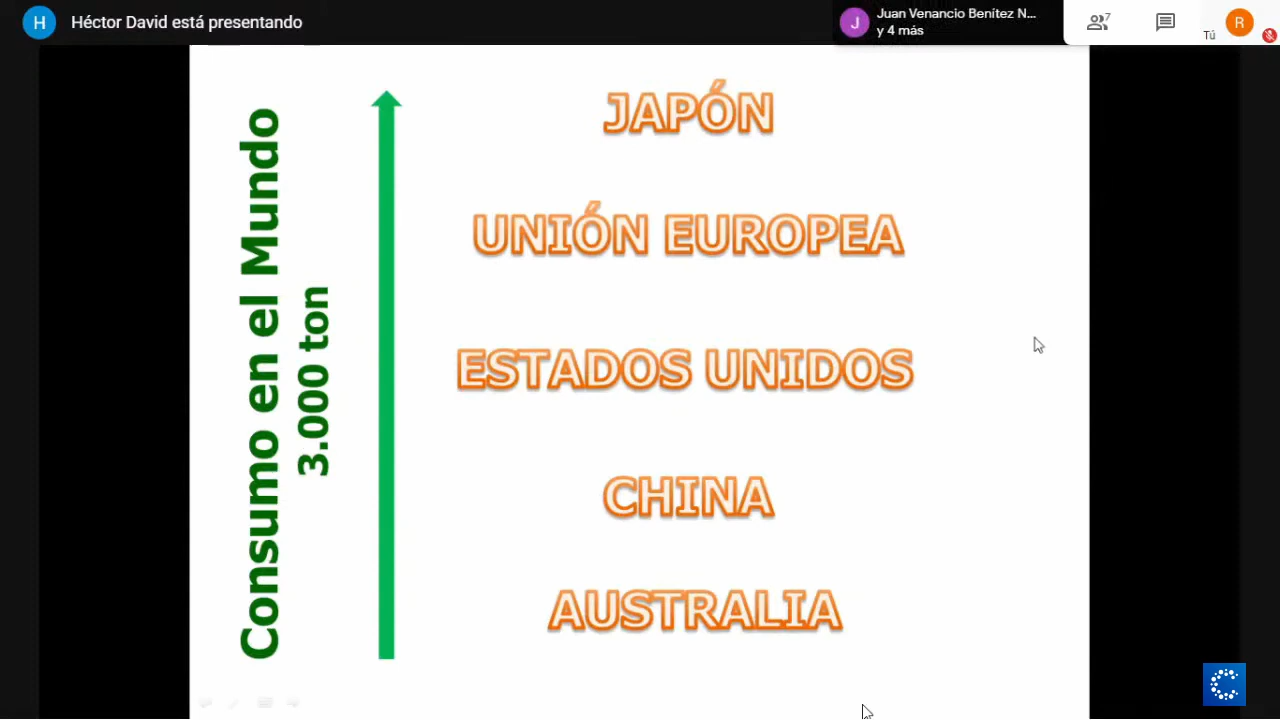 H Héctor David está presentando
J Juan Venancio Benítez N...
y 4 más
7
Tú
R
Consumo en el Mundo
3.000 ton
JAPÓN
UNIÓN EUROPEA
ESTADOS UNIDOS
CHINA
AUSTRALIA